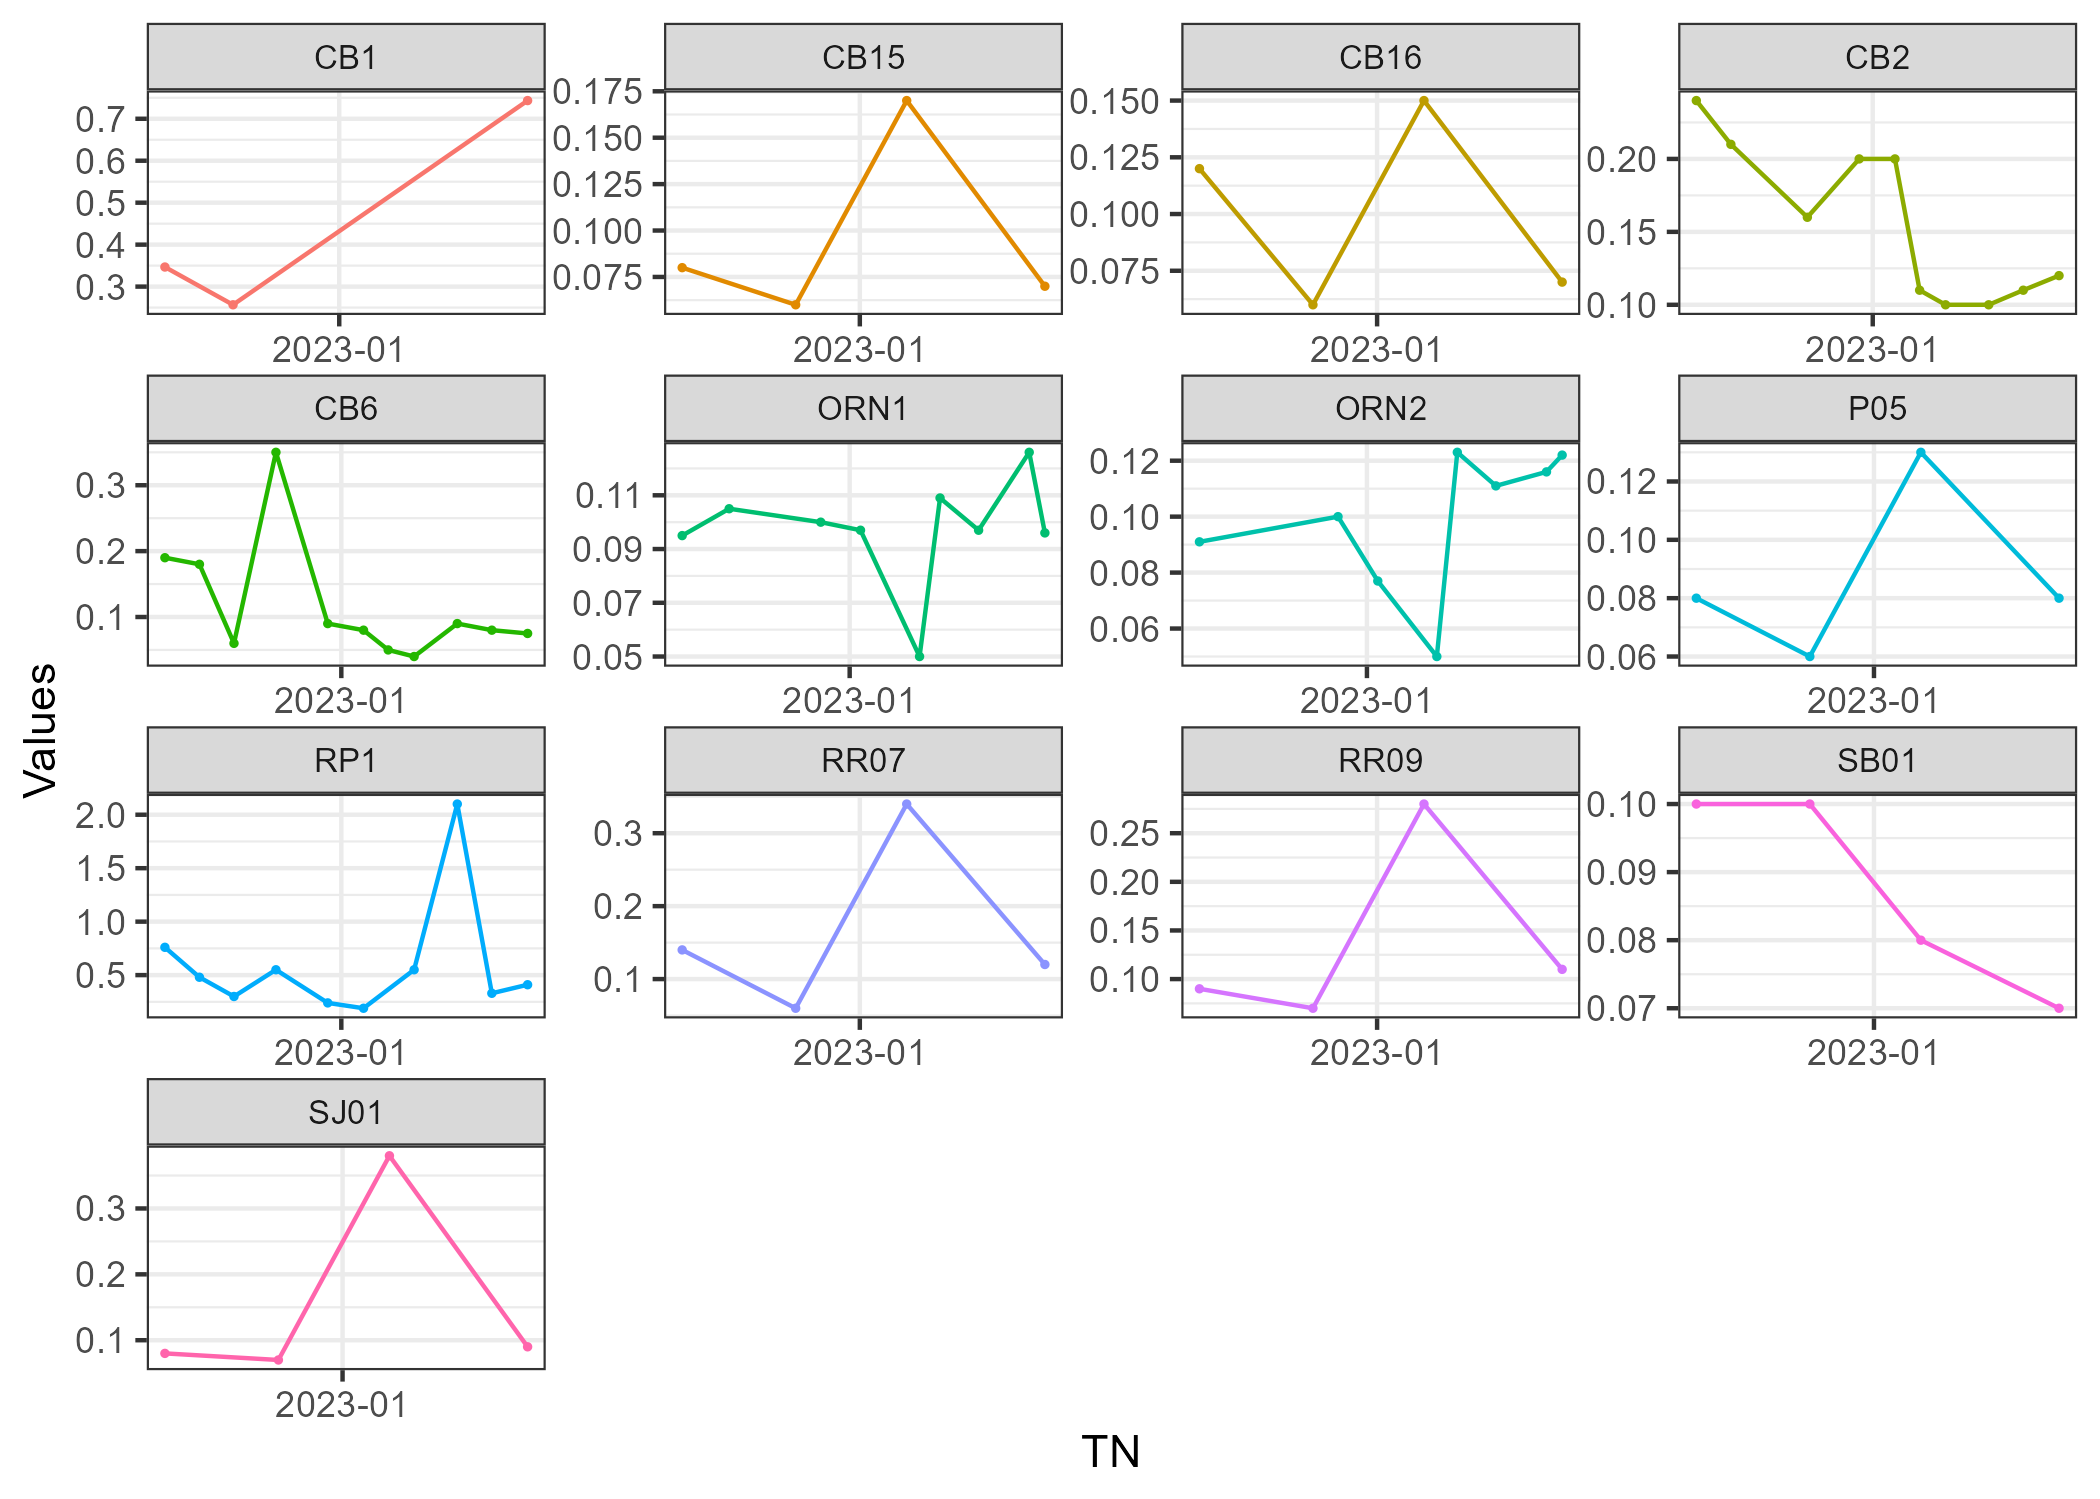 CB1 CB15 CB16 CB2
0.7 0.6 0.5 0.4 0.3
0.175 0.150 0.125 0.100 0.075
0.150 0.125 0.100 0.075
0.20 0.15 0.10
2023-01 2023-01 2023-01 2023-01
CB6 ORN1 ORN2 P05
0.3 0.2 0.1
0.11 0.09 0.07 0.05
0.12 0.10 0.08 0.06
0.12 0.10 0.08 0.06
2023-01 2023-01 2023-01 2023-01
Values
RP1 RR07 RR09 SB01
2.0 1.5 1.0 0.5
0.3 0.2 0.1
0.25 0.20 0.15 0.10
0.10 0.09 0.08 0.07
2023-01 2023-01 2023-01 2023-01
SJ01
0.3 0.2 0.1
2023-01
TN